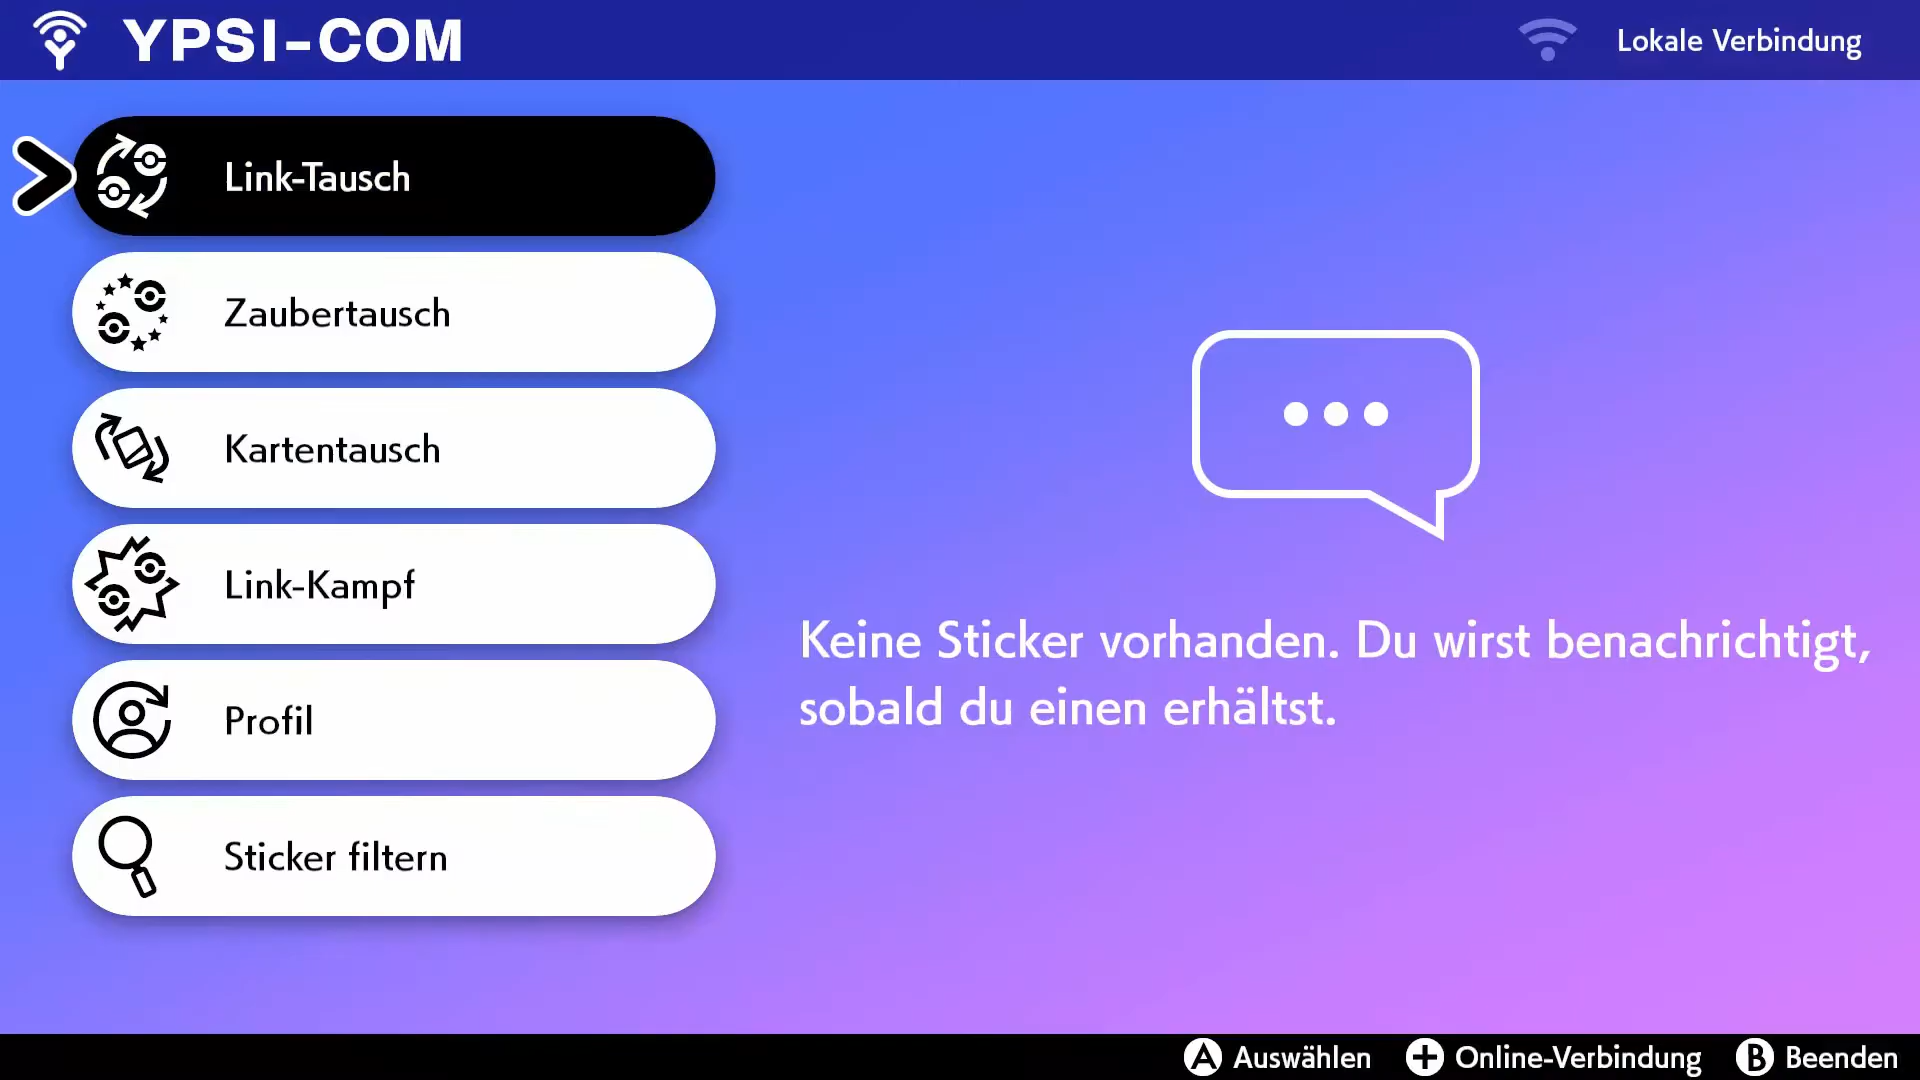 YPSI-COM
Lokale Verbindung
Link-Tausch
Zaubertausch
Kartentausch
Link-Kampf
Profil
Sticker filtern
Keine Sticker vorhanden. Du wirst benachrichtigt,
sobald du einen erhältst.
A Auswählen + Online-Verbindung B Beenden